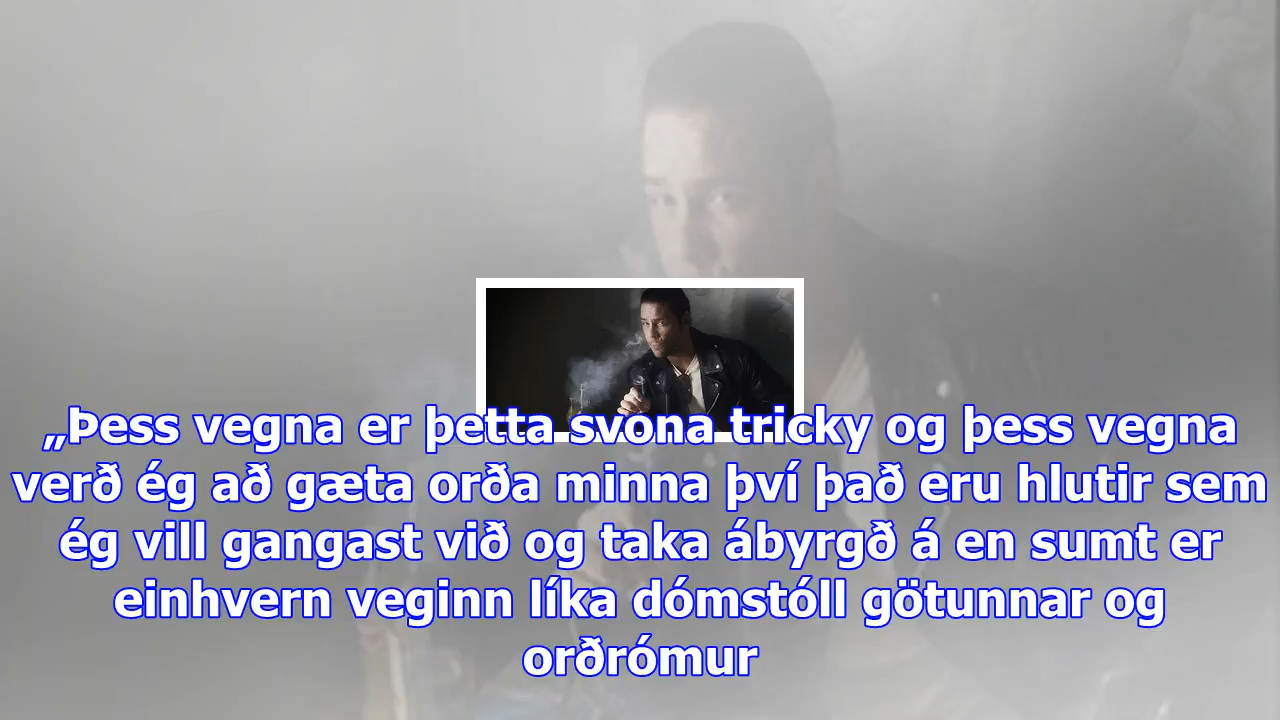 „Þess vegna er þetta svona tricky og þess vegna
verð ég að gæta orða minna því það eru hlutir sem
ég vill gangast við og taka ábyrgð á en sumt er
einhvern veginn líka dómstóll götunnar og
orðrómur